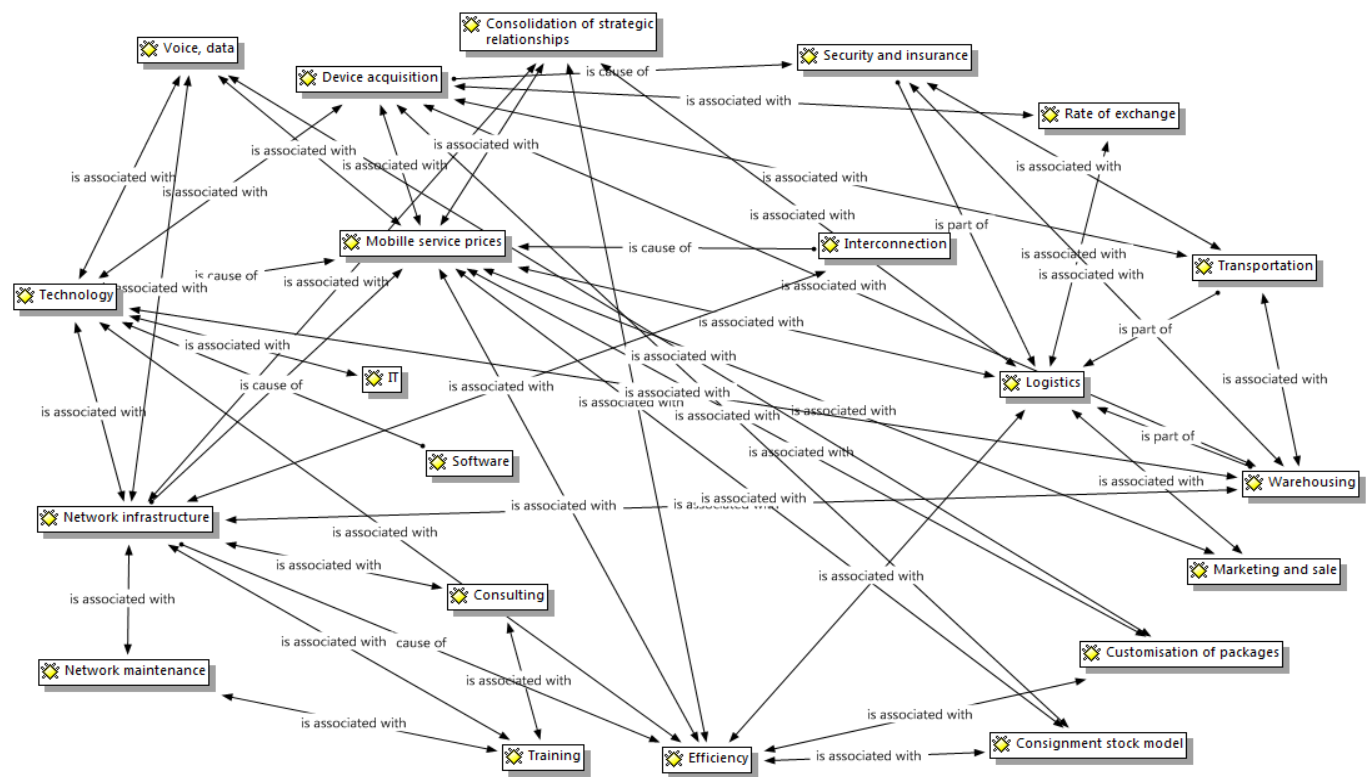 Consolidation of strategic
relationships
Voice, data
Device acquisition
is cause of
Security and insurance
is associated with
Rate of exchange
is associated with
is associated with
is associated with
is associated with
is associated with
is associated with
is associated with
is associated with
is part of
Mobille service prices
is cause of
Interconnection
is associated with
is associated with
Transportation
is cause of
is associated with
is associated with
is associated with
Technology
is associated with
is part of
is associated with
is associated with
IT
is cause of
is associated with
is associated with
is associated with
Logistics
is associated with
is associated with
is associated with
is associated with
is associated with
is part of
is associated with
Software
is associated with
Warehousing
is associated with
is associated with
is associated with
Network infrastructure
is associated with
is associated with
Consulting
is associated with
Marketing and sale
is associated with
is associated with
cause of
Customisation of packages
Network maintenance
is associated with
is associated with
is associated with
Training
Efficiency
is associated with
Consignment stock model